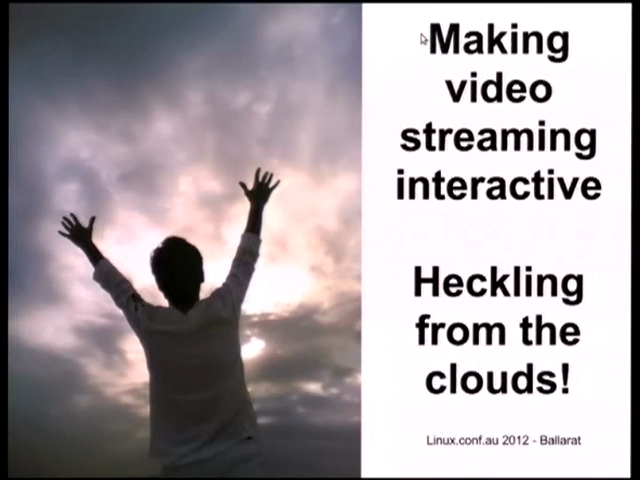 Making
video
streaming
interactive
Heckling
from the
clouds!
Linux.conf.au 2012 - Ballarat